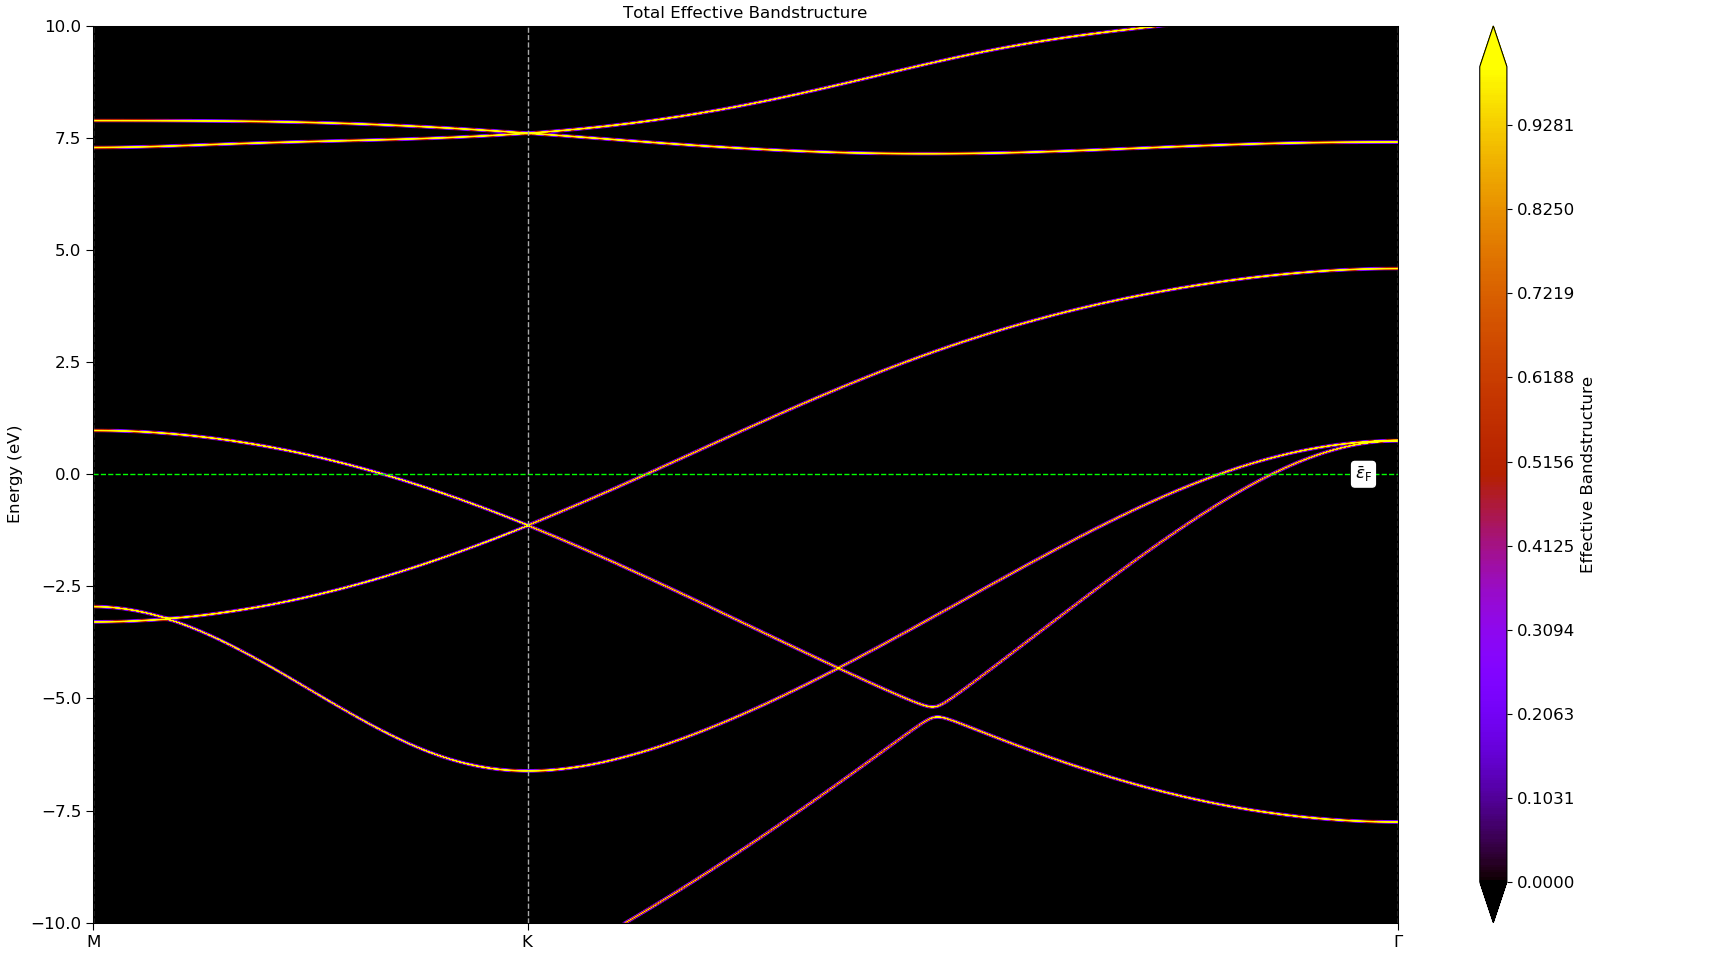 Total Effective Bandstructure
Energy (eV)
10.0
7.5
5.0
2.5
0.0
−2.5
−5.0
−7.5
−10.0
M
K
Γ
ε̄F
0.9281
0.8250
0.7219
0.6188
0.5156
0.4125
0.3094
0.2063
0.1031
0.0000
Effective Bandstructure